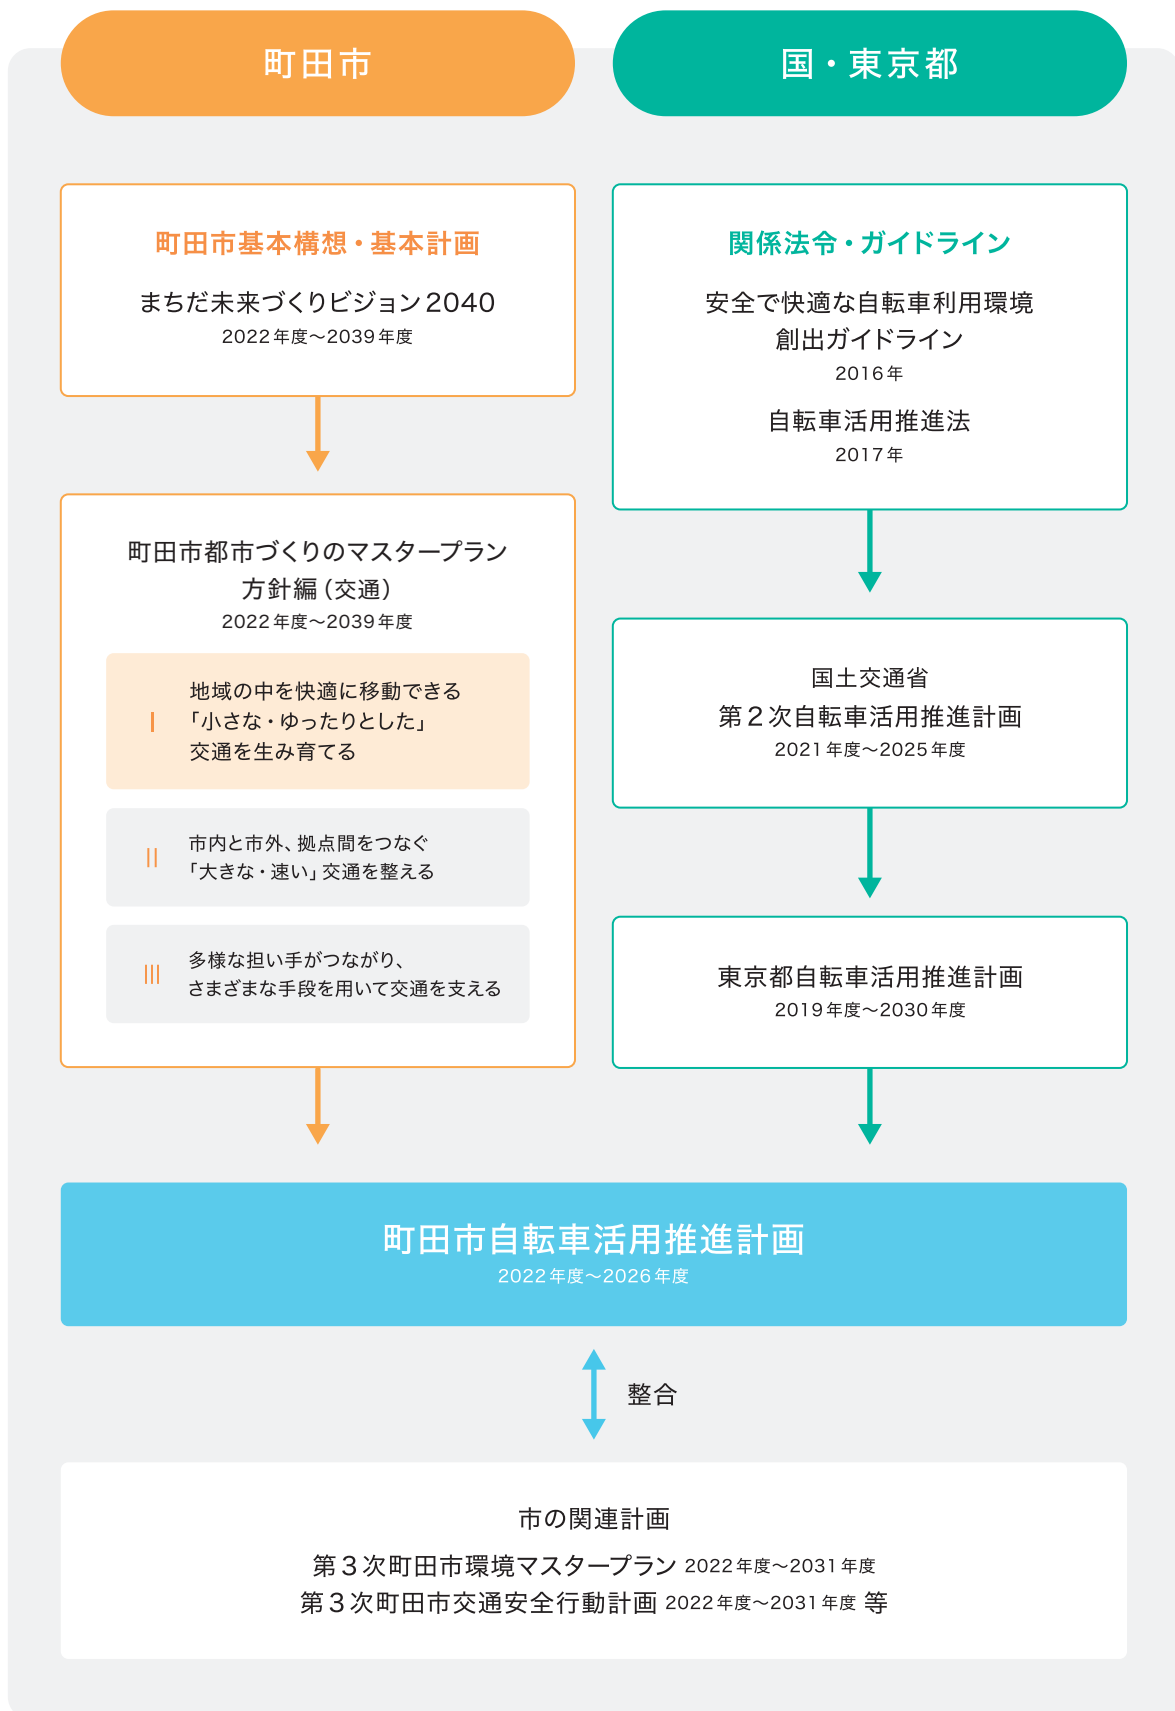 町田市
国・東京都
町田市基本構想・基本計画
まちだ未来づくりビジョン2040
2022年度～2039年度
町田市都市づくりのマスタープラン
方針編（交通）
2022年度～2039年度
I
地域の中を快適に移動できる
「小さな・ゆったりとした」
交通を生み育てる
II
市内と市外、拠点間をつなぐ
「大きな・速い」交通を整える
III
多様な担い手がつながり、
さまざまな手段を用いて交通を支える
関係法令・ガイドライン
安全で快適な自転車利用環境
創出ガイドライン
2016年
自転車活用推進法
2017年
国土交通省
第2次自転車活用推進計画
2021年度～2025年度
東京都自転車活用推進計画
2019年度～2030年度
町田市自転車活用推進計画
2022年度～2026年度
整合
市の関連計画
第3次町田市環境マスタープラン 2022年度～2031年度
第3次町田市交通安全行動計画 2022年度～2031年度 等